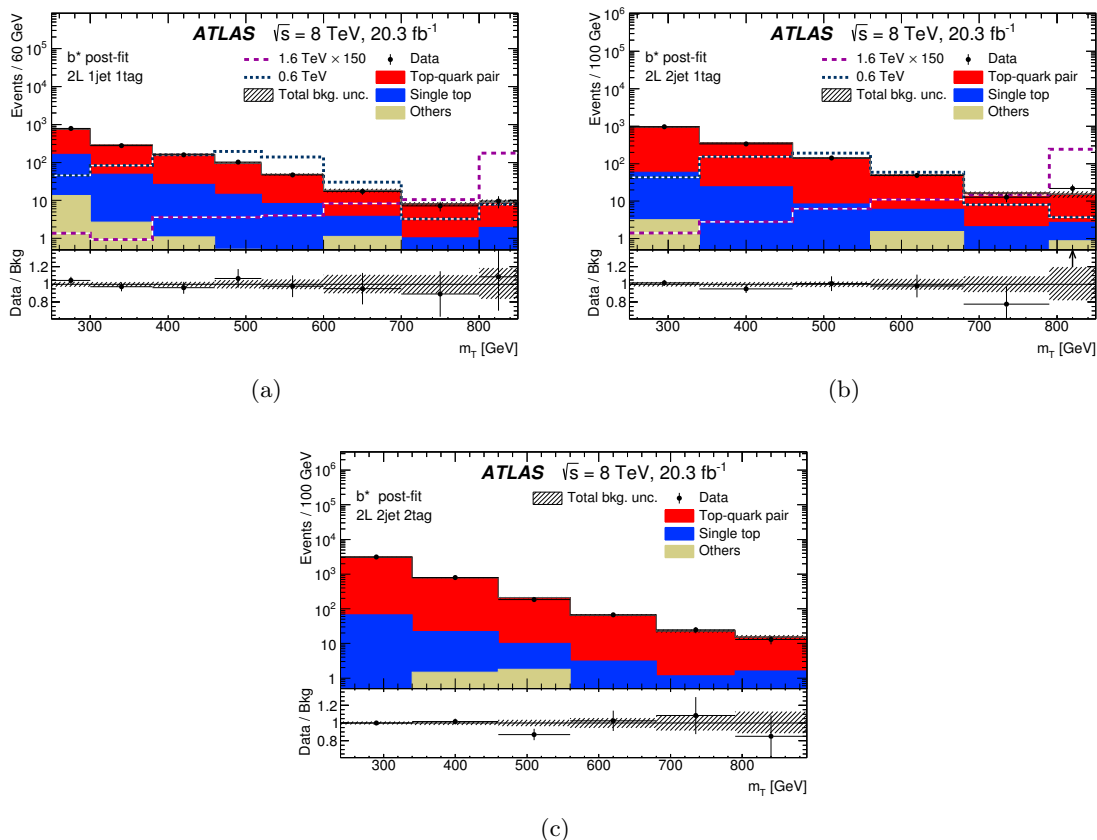 ATLAS √s = 8 TeV, 20.3 fb⁻¹
b* post-fit
2L 1jet 1tag
1.6 TeV × 150
0.6 TeV
Total bkg. unc.
Data
Top-quark pair
Single top
Others
Events / 60 GeV
10⁵
10⁴
10³
10²
10
1
Data / Bkg
1.2
1
0.8
300 400 500 600 700 800
m_T [GeV]
(a)
ATLAS √s = 8 TeV, 20.3 fb⁻¹
b* post-fit
2L 2jet 1tag
1.6 TeV × 150
0.6 TeV
Total bkg. unc.
Data
Top-quark pair
Single top
Others
Events / 100 GeV
10⁶
10⁵
10⁴
10³
10²
10
1
Data / Bkg
1.2
1
0.8
300 400 500 600 700 800
m_T [GeV]
(b)
ATLAS √s = 8 TeV, 20.3 fb⁻¹
b* post-fit
2L 2jet 2tag
Total bkg. unc.
Data
Top-quark pair
Single top
Others
Events / 100 GeV
10⁶
10⁵
10⁴
10³
10²
10
1
Data / Bkg
1.2
1
0.8
300 400 500 600 700 800
m_T [GeV]
(c)